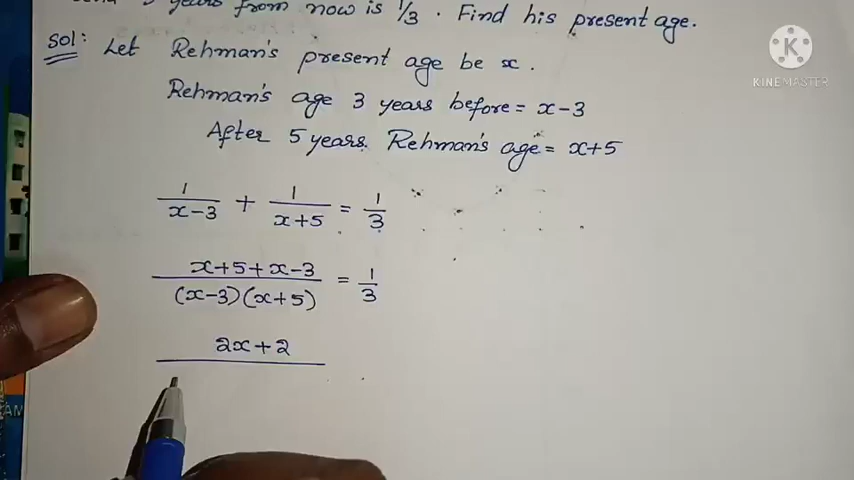 years from now is 1/3. Find his present age.
Sol: Let Rehman's present age be x.
Rehman's age 3 years before = x-3
After 5 years. Rehman's age = x+5
1/(x-3) + 1/(x+5) = 1/3
(x+5+x-3)/((x-3)(x+5)) = 1/3
2x+2
K
KINEMASTER